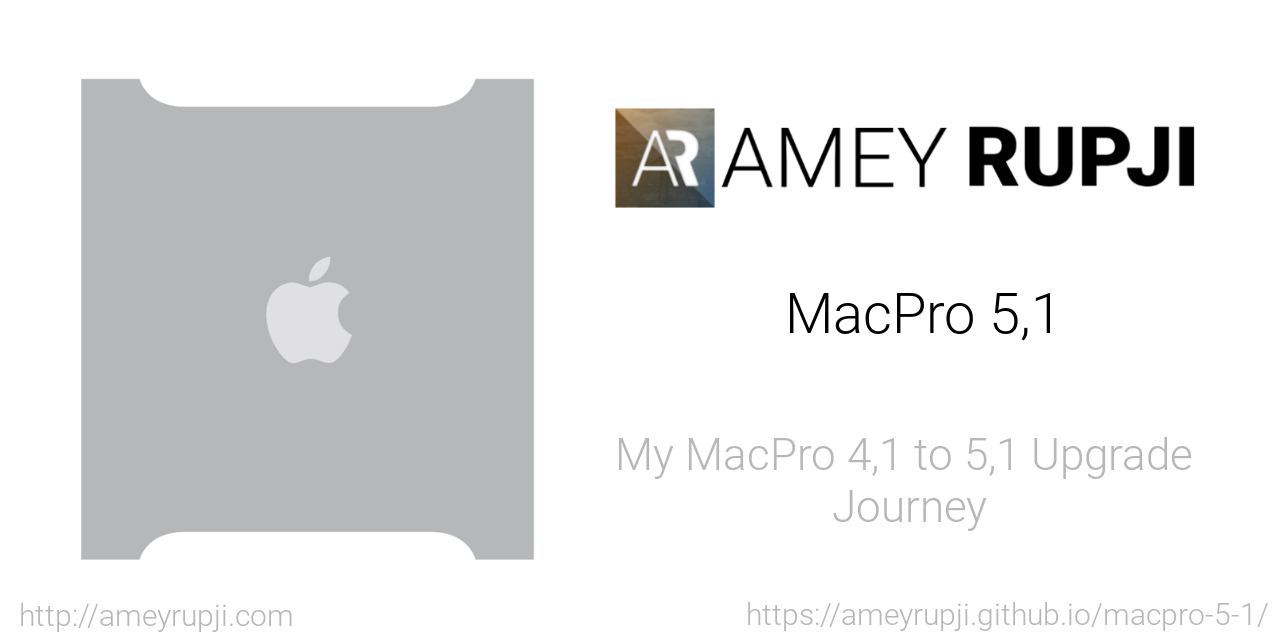 AR AMEY RUPJI
MacPro 5,1
My MacPro 4,1 to 5,1 Upgrade
Journey
http://ameyrupji.com
https://ameyrupji.github.io/macpro-5-1/